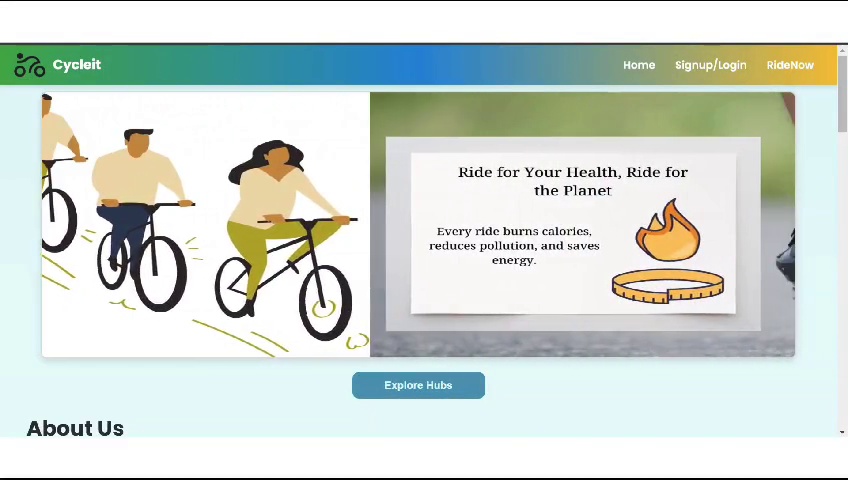 Cycleit
Home Signup/Login RideNow
Ride for Your Health, Ride for
the Planet
Every ride burns calories,
reduces pollution, and saves
energy.
Explore Hubs
About Us